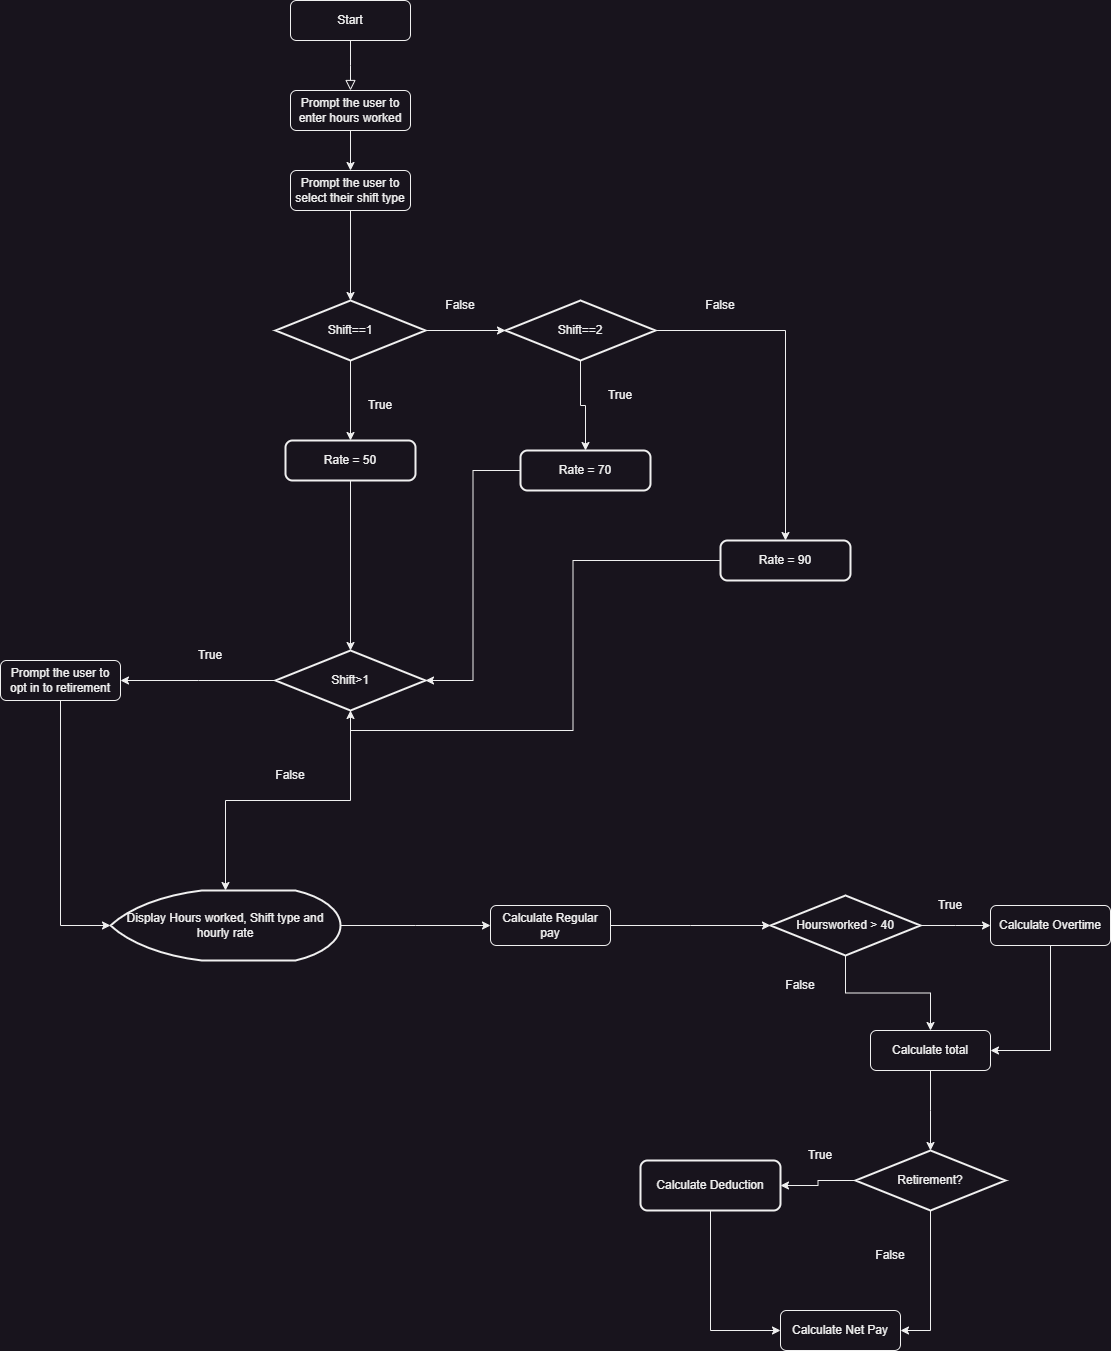 Start
Prompt the user to
enter hours worked
Prompt the user to
select their shift type
Shift==1
False
Shift==2
False
True
True
Rate = 50
Rate = 70
Rate = 90
True
Prompt the user to
opt in to retirement
Shift>1
False
Display Hours worked, Shift type and
hourly rate
Calculate Regular
pay
Hoursworked > 40
True
Calculate Overtime
False
Calculate total
True
Calculate Deduction
Retirement?
False
Calculate Net Pay